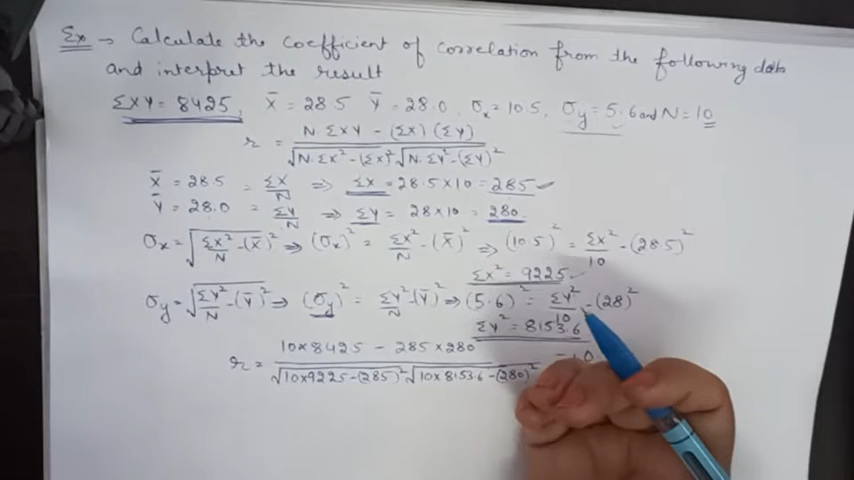 Ex → Calculate the coefficient of correlation from the following data
and interpret the result
ΣXY = 8425, X̄ = 28.5 Ȳ = 28.0, σx = 10.5, σy = 5.6 and N = 10
r = N.ΣXY - (ΣX) (ΣY) / √N.ΣX² - (ΣX)² √N.ΣY² - (ΣY)²
X̄ = 28.5 = ΣX/N ⇒ ΣX = 28.5 × 10 = 285 ✓
Ȳ = 28.0 = ΣY/N ⇒ ΣY = 28 × 10 = 280
σx = √ΣX²/N - (X̄)² ⇒ (σx)² = ΣX²/N - (X̄)² ⇒ (10.5)² = ΣX²/10 - (28.5)²
ΣX² = 9225
σy = √ΣY²/N - (Ȳ)² ⇒ (σy)² = ΣY²/N - (Ȳ)² ⇒ (5.6)² = ΣY²/10 - (28)²
ΣY² = 8153.6
r = 10×8425 - 285×280 / √10×9225 - (285)² √10×8153.6 - (280)²